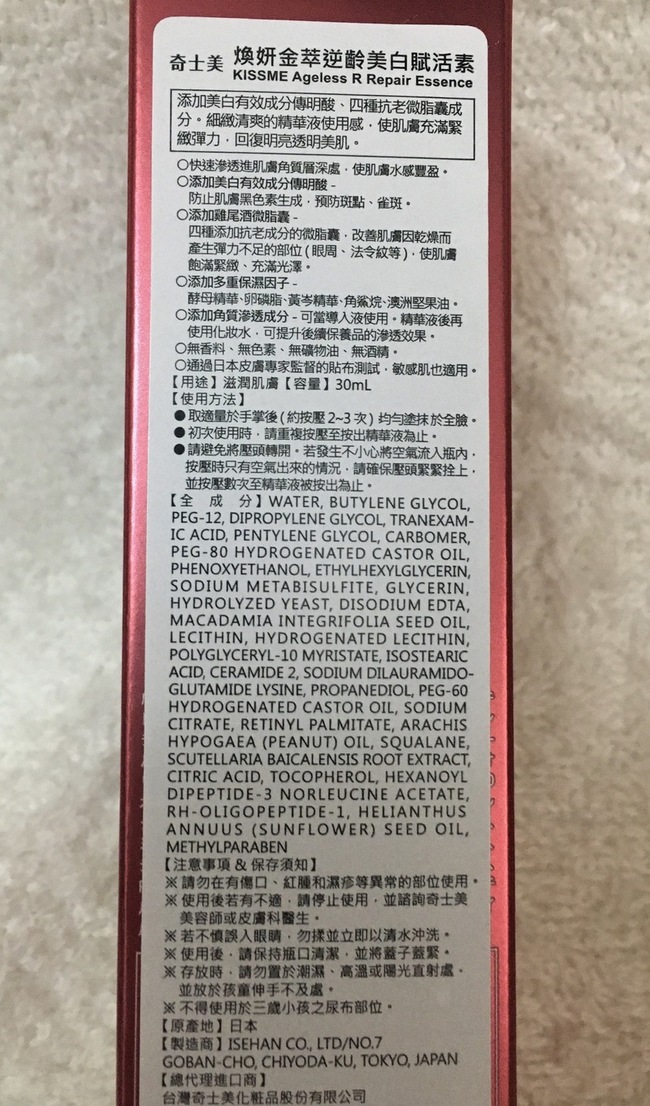 奇士美 煥妍金萃逆齡美白賦活素
KISSME Ageless R Repair Essence
添加美白有效成分傳明酸、四種抗老微脂囊成
分。細緻清爽的精華液使用感，使肌膚充滿緊
緻彈力，回復明亮透明美肌。
○快速滲透進肌膚角質層深處，使肌膚水感豐盈。
○添加美白有效成分傳明酸-
防止肌膚黑色素生成，預防斑點、雀斑。
○添加雞尾酒微脂囊-
四種添加抗老成分的微脂囊，改善肌膚因乾燥而
產生彈力不足的部位(眼周、法令紋等)，使肌膚
飽滿緊緻、充滿光澤。
○添加多重保濕因子-
酵母精華、卵磷脂、黃岑精華、角鯊烷、澳洲堅果油。
○添加角質滲透成分-可當導入液使用。精華液後再
使用化妝水，可提升後續保養品的滲透效果。
○無香料、無色素、無礦物油、無酒精。
○通過日本皮膚專家監督的貼布測試，敏感肌也適用。
【用途】滋潤肌膚【容量】30mL
【使用方法】
●取適量於手掌後(約按壓2~3次)均勻塗抹於全臉。
●初次使用時，請重複按壓至按出精華液為止。
●請避免將壓頭轉開。若發生不小心將空氣流入瓶內，
按壓時只有空氣出來的情況，請確保壓頭緊緊拴上，
並按壓數次至精華液被按出為止。
【全 成 分】WATER, BUTYLENE GLYCOL,
PEG-12, DIPROPYLENE GLYCOL, TRANEXAM-
IC ACID, PENTYLENE GLYCOL, CARBOMER,
PEG-80 HYDROGENATED CASTOR OIL,
PHENOXYETHANOL, ETHYLHEXYLGLYCERIN,
SODIUM METABISULFITE, GLYCERIN,
HYDROLYZED YEAST, DISODIUM EDTA,
MACADAMIA INTEGRIFOLIA SEED OIL,
LECITHIN, HYDROGENATED LECITHIN,
POLYGLYCERYL-10 MYRISTATE, ISOSTEARIC
ACID, CERAMIDE 2, SODIUM DILAURAMIDO-
GLUTAMIDE LYSINE, PROPANEDIOL, PEG-60
HYDROGENATED CASTOR OIL, SODIUM
CITRATE, RETINYL PALMITATE, ARACHIS
HYPOGAEA (PEANUT) OIL, SQUALANE,
SCUTELLARIA BAICALENSIS ROOT EXTRACT,
CITRIC ACID, TOCOPHEROL, HEXANOYL
DIPEPTIDE-3 NORLEUCINE ACETATE,
RH-OLIGOPEPTIDE-1, HELIANTHUS
ANNUUS (SUNFLOWER) SEED OIL,
METHYLPARABEN
【注意事項 & 保存須知】
※ 請勿在有傷口、紅腫和濕疹等異常的部位使用。
※ 使用後若有不適，請停止使用，並諮詢奇士美
美容師或皮膚科醫生。
※ 若不慎誤入眼睛，勿揉並立即以清水沖洗。
※ 使用後，請保持瓶口清潔，並將蓋子蓋緊。
※ 存放時，請勿置於潮濕、高溫或陽光直射處、
並放於孩童伸手不及處。
※ 不得使用於三歲小孩之尿布部位。
【原產地】日本
【製造商】ISEHAN CO., LTD/NO.7
GOBAN-CHO, CHIYODA-KU, TOKYO, JAPAN
【總代理進口商】
台灣奇士美化粧品股份有限公司